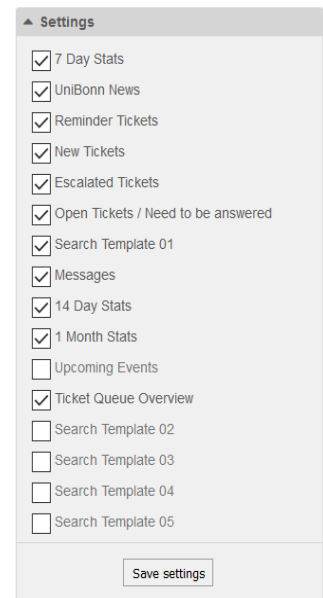 Settings
7 Day Stats
UniBonn News
Reminder Tickets
New Tickets
Escalated Tickets
Open Tickets / Need to be answered
Search Template 01
Messages
14 Day Stats
1 Month Stats
Upcoming Events
Ticket Queue Overview
Search Template 02
Search Template 03
Search Template 04
Search Template 05
Save settings